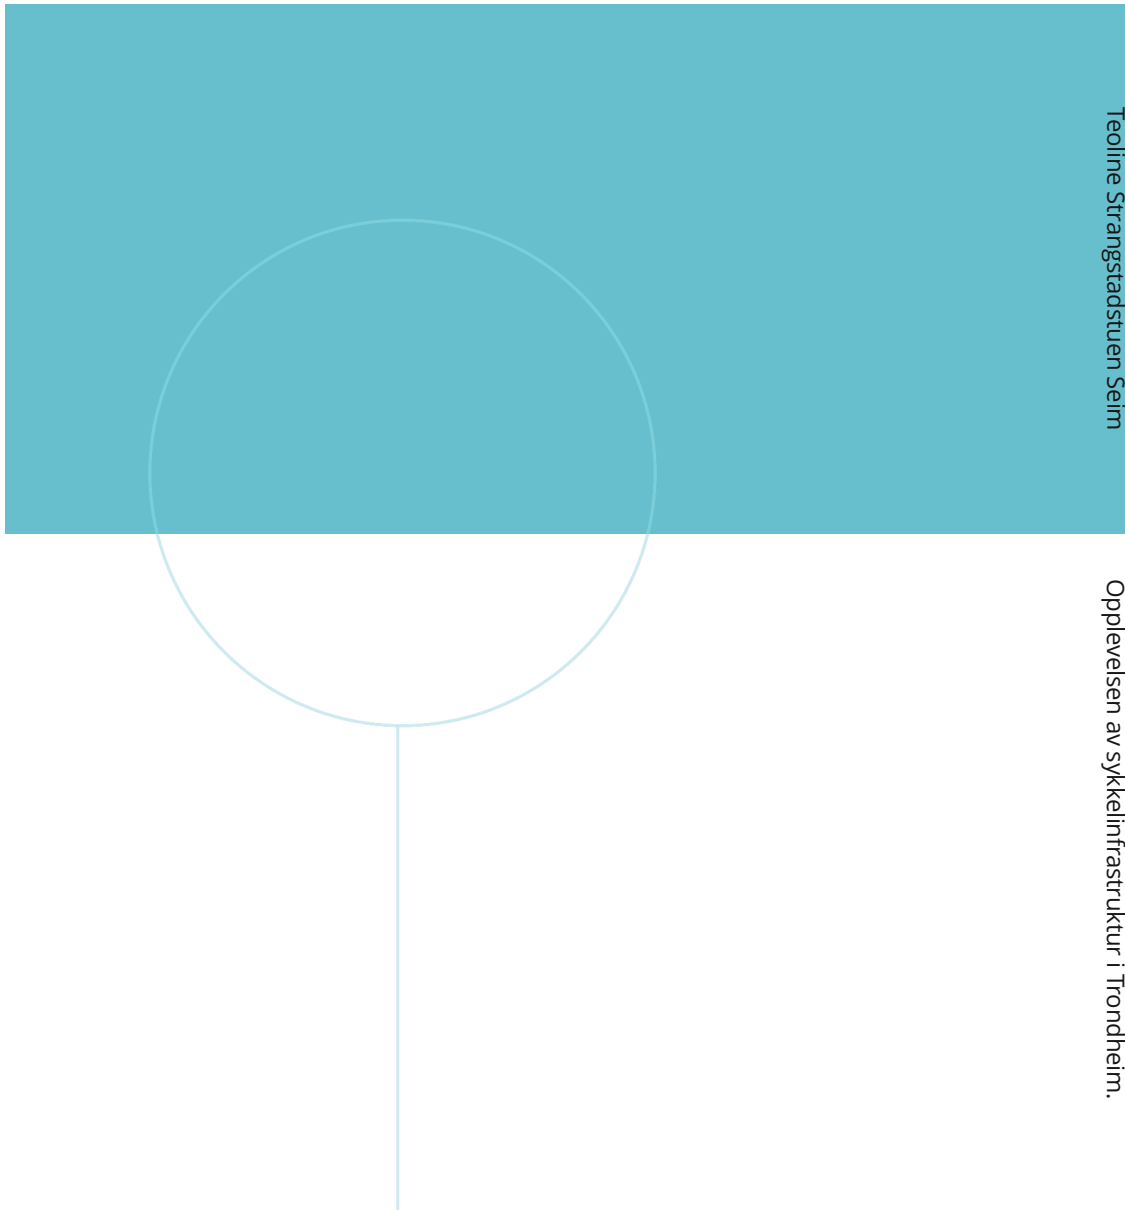 Teoline Strangstadstuen Seim
Opplevelsen av sykkelinfrastruktur i Trondheim.